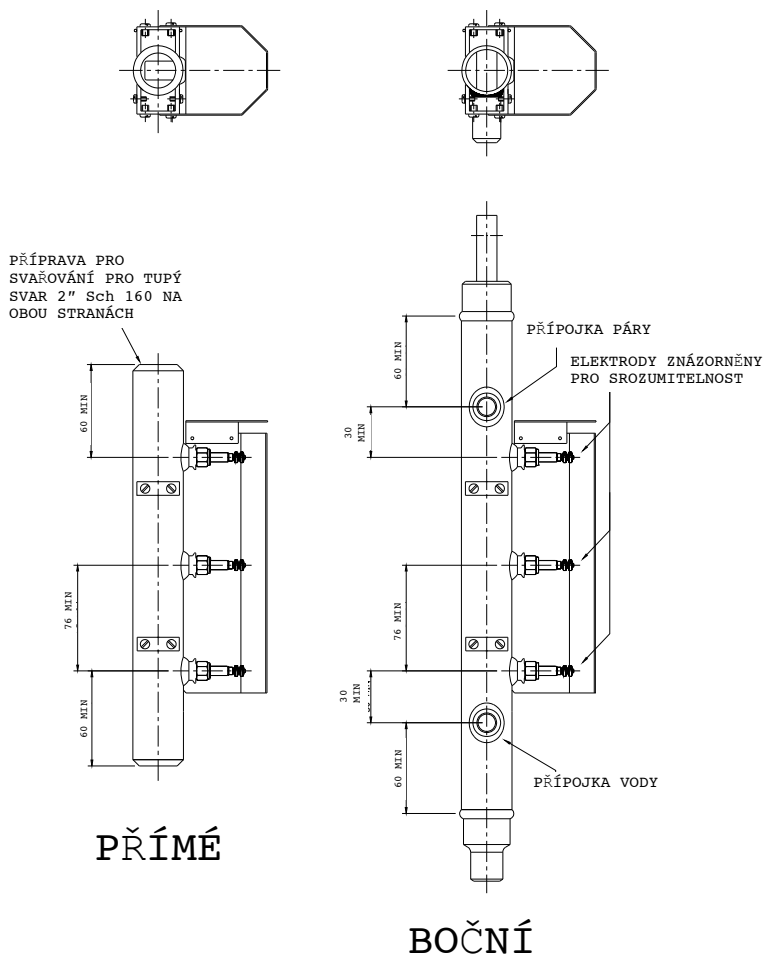 PŘÍPRAVA PRO
SVAŘOVÁNÍ PRO TUPÝ
SVAR 2" Sch 160 NA
OBOU STRANÁCH
60 MIN
76 MIN
60 MIN
PŘÍMÉ
PŘÍPOJKA PÁRY
ELEKTRODY ZNÁZORNĚNY
PRO SROZUMITELNOST
60 MIN
30
MIN
76 MIN
30
MIN
60 MIN
PŘÍPOJKA VODY
BOČNÍ